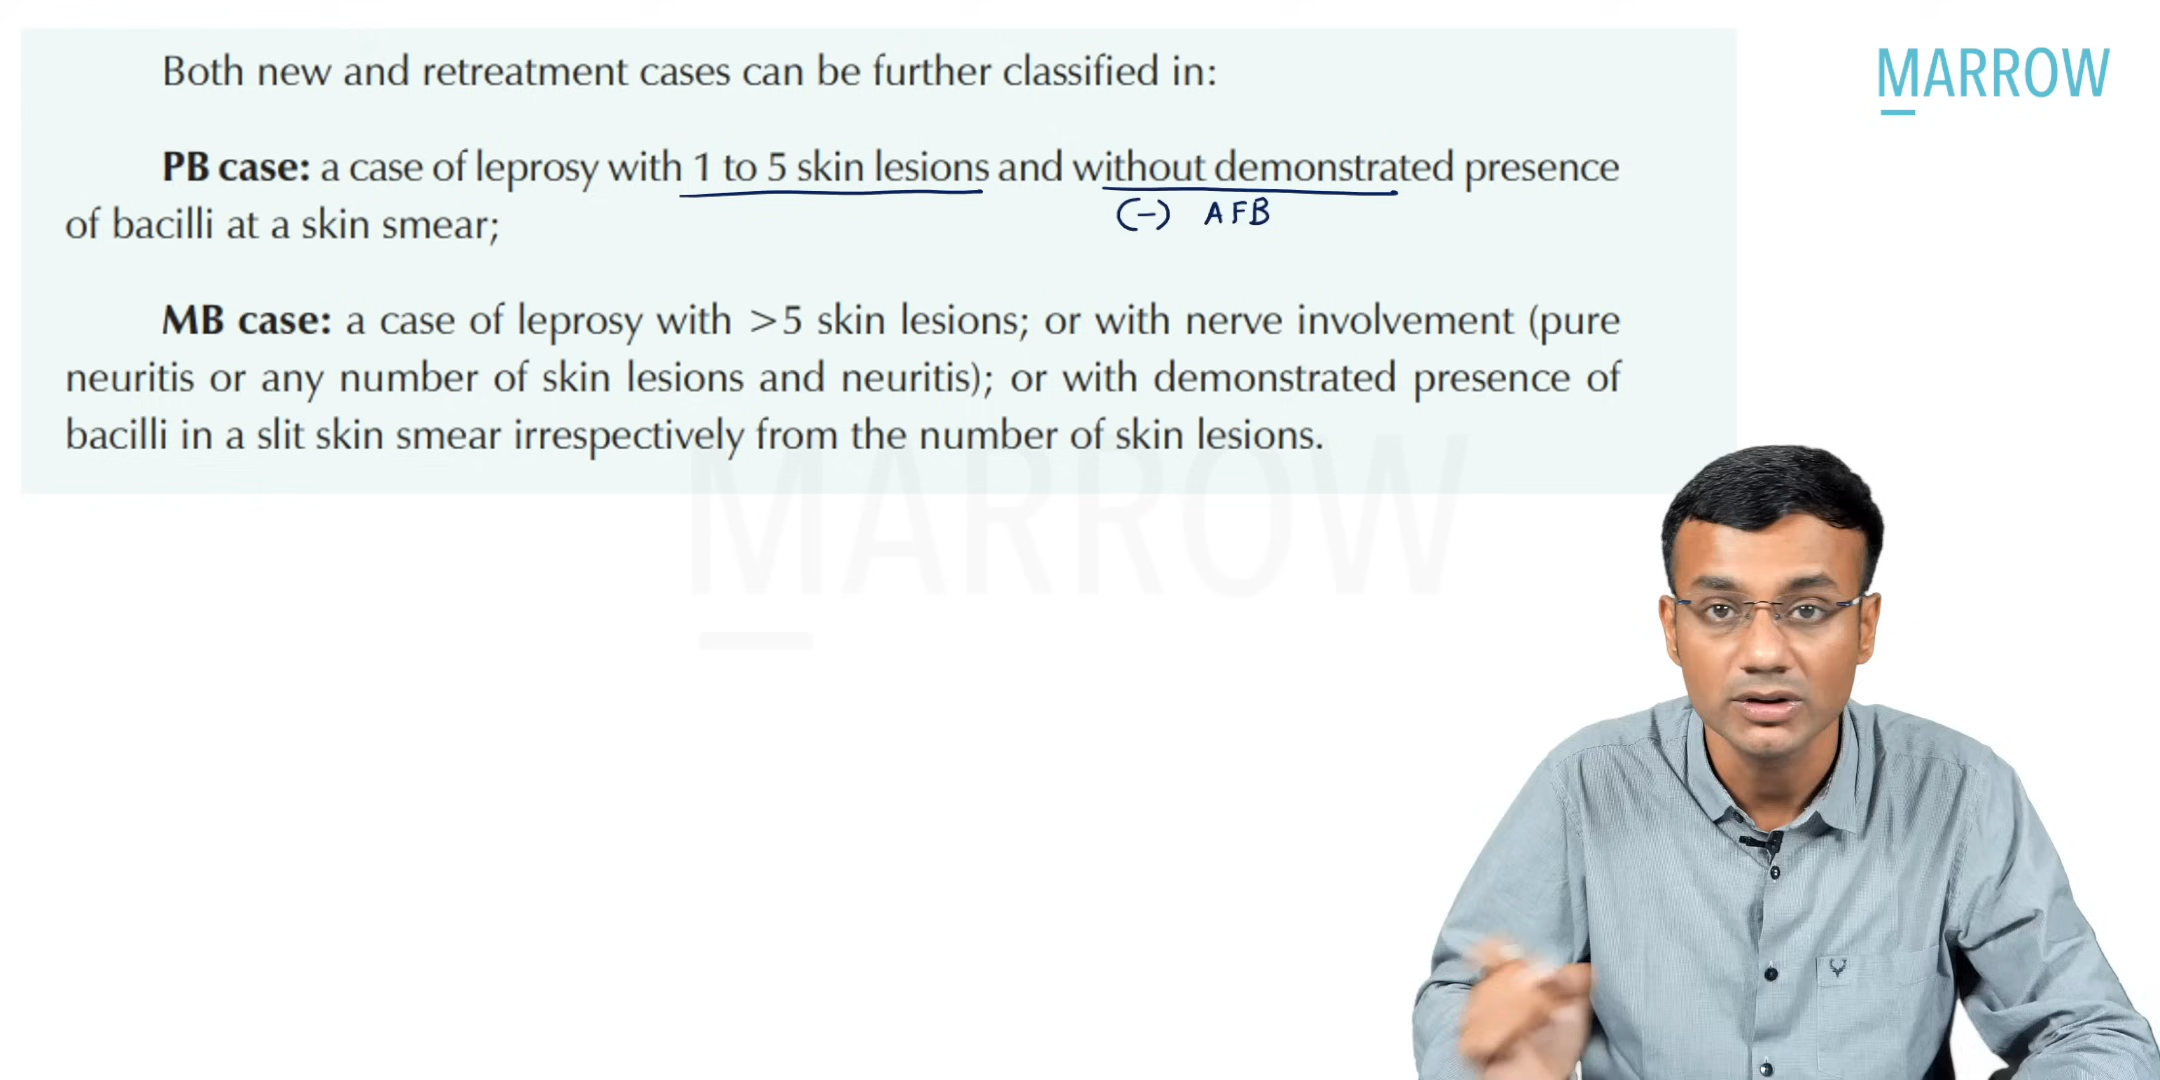 Both new and retreatment cases can be further classified in:
MARROW
PB case: a case of leprosy with 1 to 5 skin lesions and without demonstrated presence
(-) AFB
of bacilli at a skin smear;
MB case: a case of leprosy with >5 skin lesions; or with nerve involvement (pure
neuritis or any number of skin lesions and neuritis); or with demonstrated presence of
bacilli in a slit skin smear irrespectively from the number of skin lesions.
MARROW